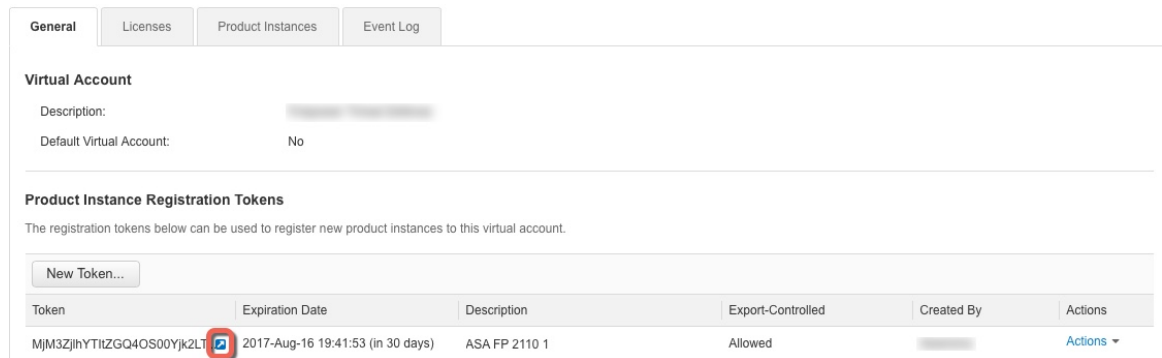 General Licenses Product Instances Event Log
Virtual Account
Description:
Default Virtual Account: No
Product Instance Registration Tokens
The registration tokens below can be used to register new product instances to this virtual account.
New Token...
Token Expiration Date Description Export-Controlled Created By Actions
MjM3ZjlhYTItZGQ4OS00Yjk2LT 2017-Aug-16 19:41:53 (in 30 days) ASA FP 2110 1 Allowed Actions